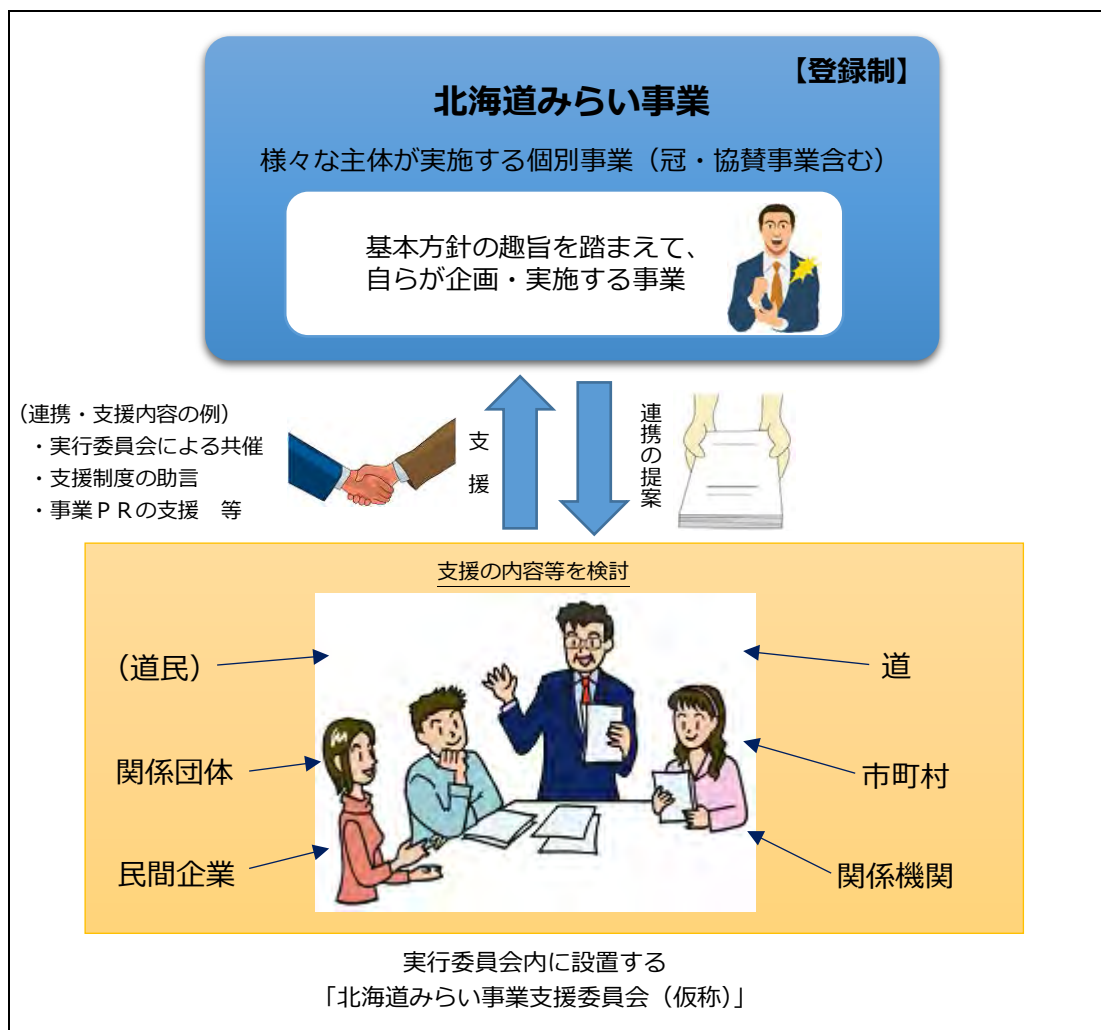 【登録制】
北海道みらい事業
様々な主体が実施する個別事業（冠・協賛事業含む）
基本方針の趣旨を踏まえて、
自らが企画・実施する事業
（連携・支援内容の例）
・実行委員会による共催
・支援制度の助言
・事業ＰＲの支援　等
支援
連携の提案
支援の内容等を検討
（道民）
関係団体
民間企業
道
市町村
関係機関
実行委員会内に設置する
「北海道みらい事業支援委員会（仮称）」